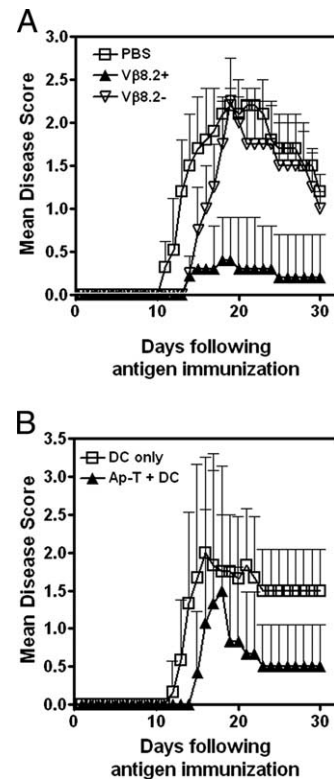 A
PBS
Vβ8.2+
Vβ8.2-
Mean Disease Score
3.0
2.5
2.0
1.5
1.0
0.5
0.0
0 10 20 30
Days following
antigen immunization
B
DC only
Ap-T + DC
Mean Disease Score
3.5
3.0
2.5
2.0
1.5
1.0
0.5
0.0
0 10 20 30
Days following
antigen immunization